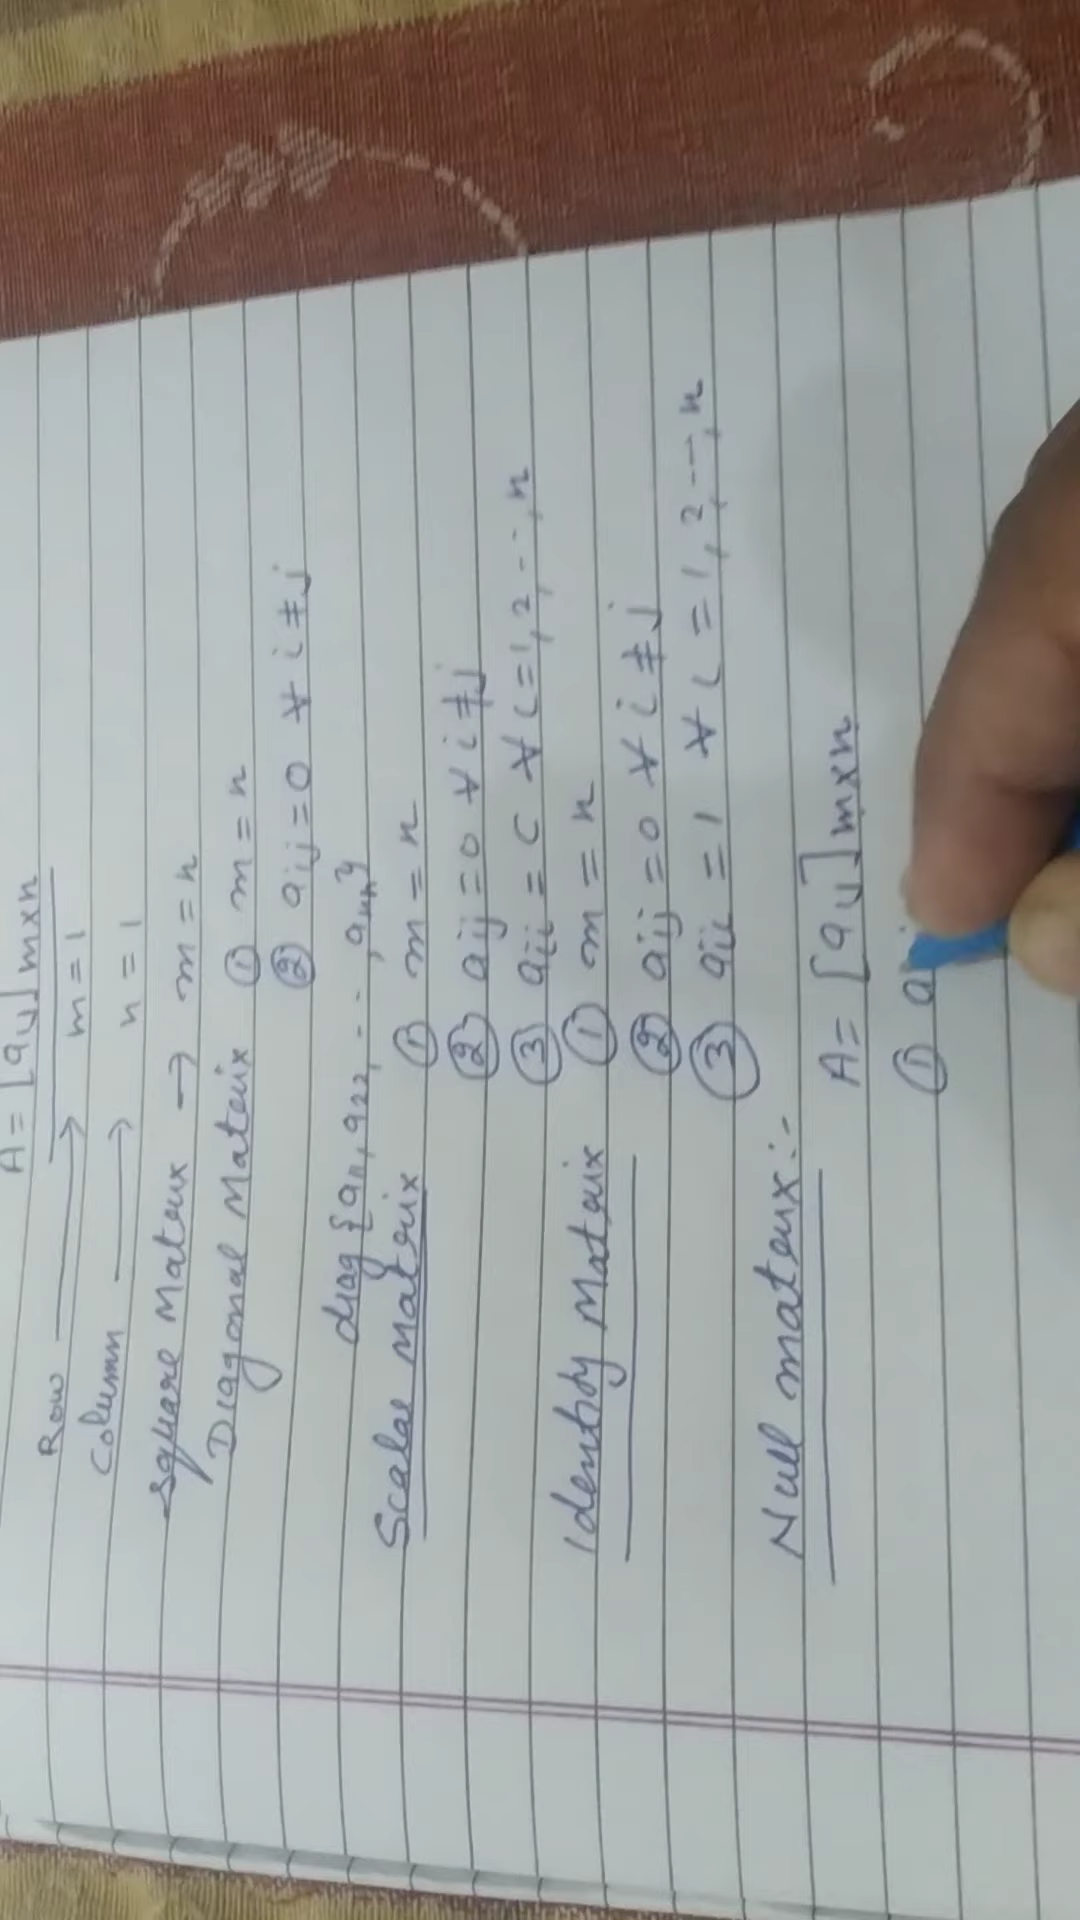 A = [aij]m×n
Row ⟶ m = 1
Column ⟶ n = 1
Square Matrix → m = n
Diagonal Matrix ① m = n
② aij = 0 ∀ i ≠ j
diag {a11, a22, - - ., ann}
Scalar Matrix ① m = n
② aij = 0 ∀ i ≠ j
③ aii = C ∀ i = 1, 2, - - -, n
Identity Matrix ① m = n
② aij = 0 ∀ i ≠ j
③ aii = 1 ∀ i = 1, 2, - - -, n
Null matrix :-
A = [aij]m×n
① a